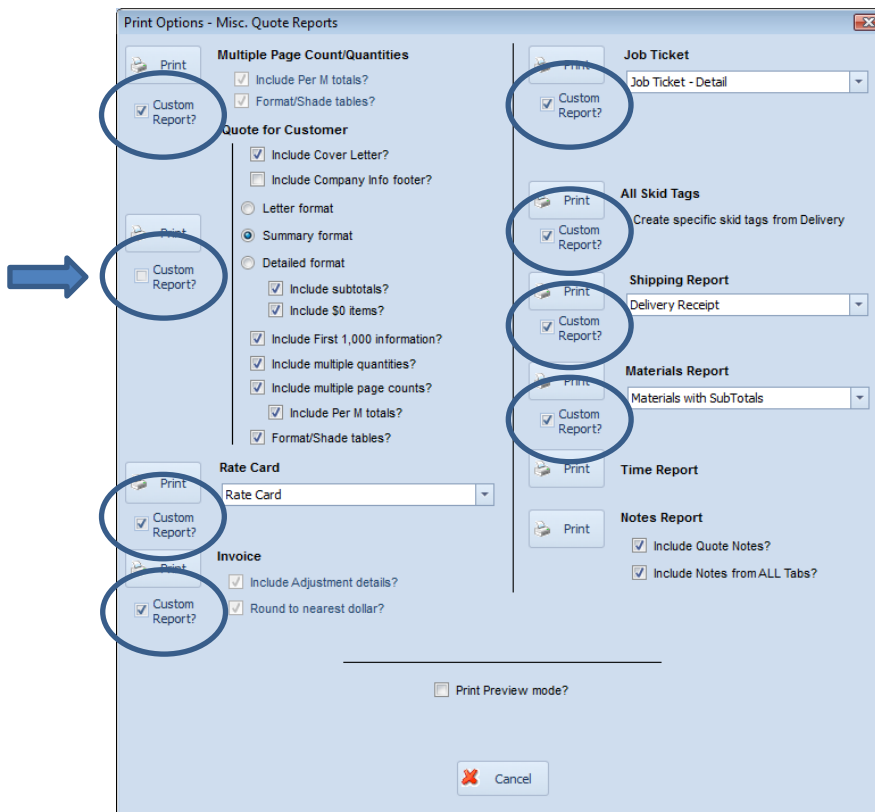 Print Options - Misc. Quote Reports
Print
Multiple Page Count/Quantities
Include Per M totals?
Format/Shade tables?
Custom
Report?
Quote for Customer
Include Cover Letter?
Include Company Info footer?
Letter format
Print
Summary format
Custom
Report?
Detailed format
Include subtotals?
Include $0 items?
Include First 1,000 information?
Include multiple quantities?
Include multiple page counts?
Include Per M totals?
Format/Shade tables?
Rate Card
Print
Rate Card
Custom
Report?
Invoice
Print
Include Adjustment details?
Custom
Report?
Round to nearest dollar?
Job Ticket
Print
Job Ticket - Detail
Custom
Report?
All Skid Tags
Print
Create specific skid tags from Delivery
Custom
Report?
Shipping Report
Print
Delivery Receipt
Custom
Report?
Materials Report
Print
Materials with SubTotals
Custom
Report?
Print
Time Report
Notes Report
Print
Include Quote Notes?
Include Notes from ALL Tabs?
Print Preview mode?
Cancel